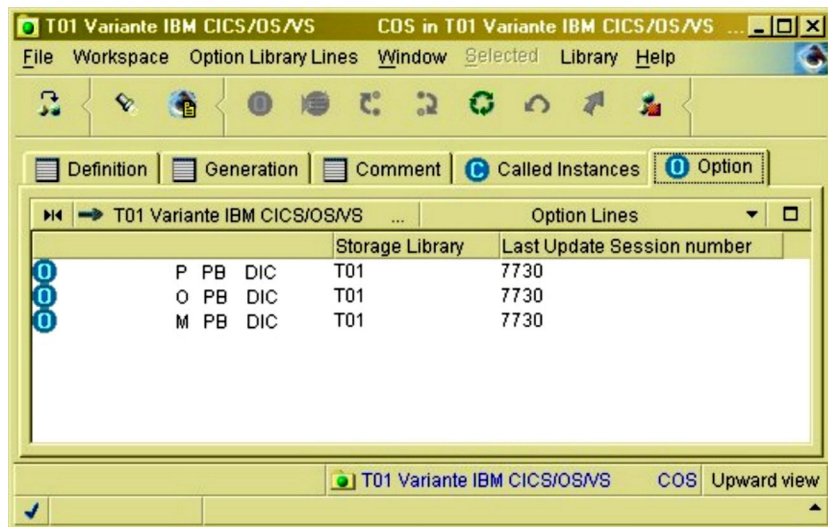 T01 Variante IBM CICS/OS/VS COS in T01 Variante IBM CICS/OS/VS ...
File Workspace Option Library Lines Window Selected Library Help
Definition Generation Comment Called Instances Option
T01 Variante IBM CICS/OS/VS ... Option Lines
Storage Library Last Update Session number
P PB DIC T01 7730
O PB DIC T01 7730
M PB DIC T01 7730
T01 Variante IBM CICS/OS/VS COS Upward view